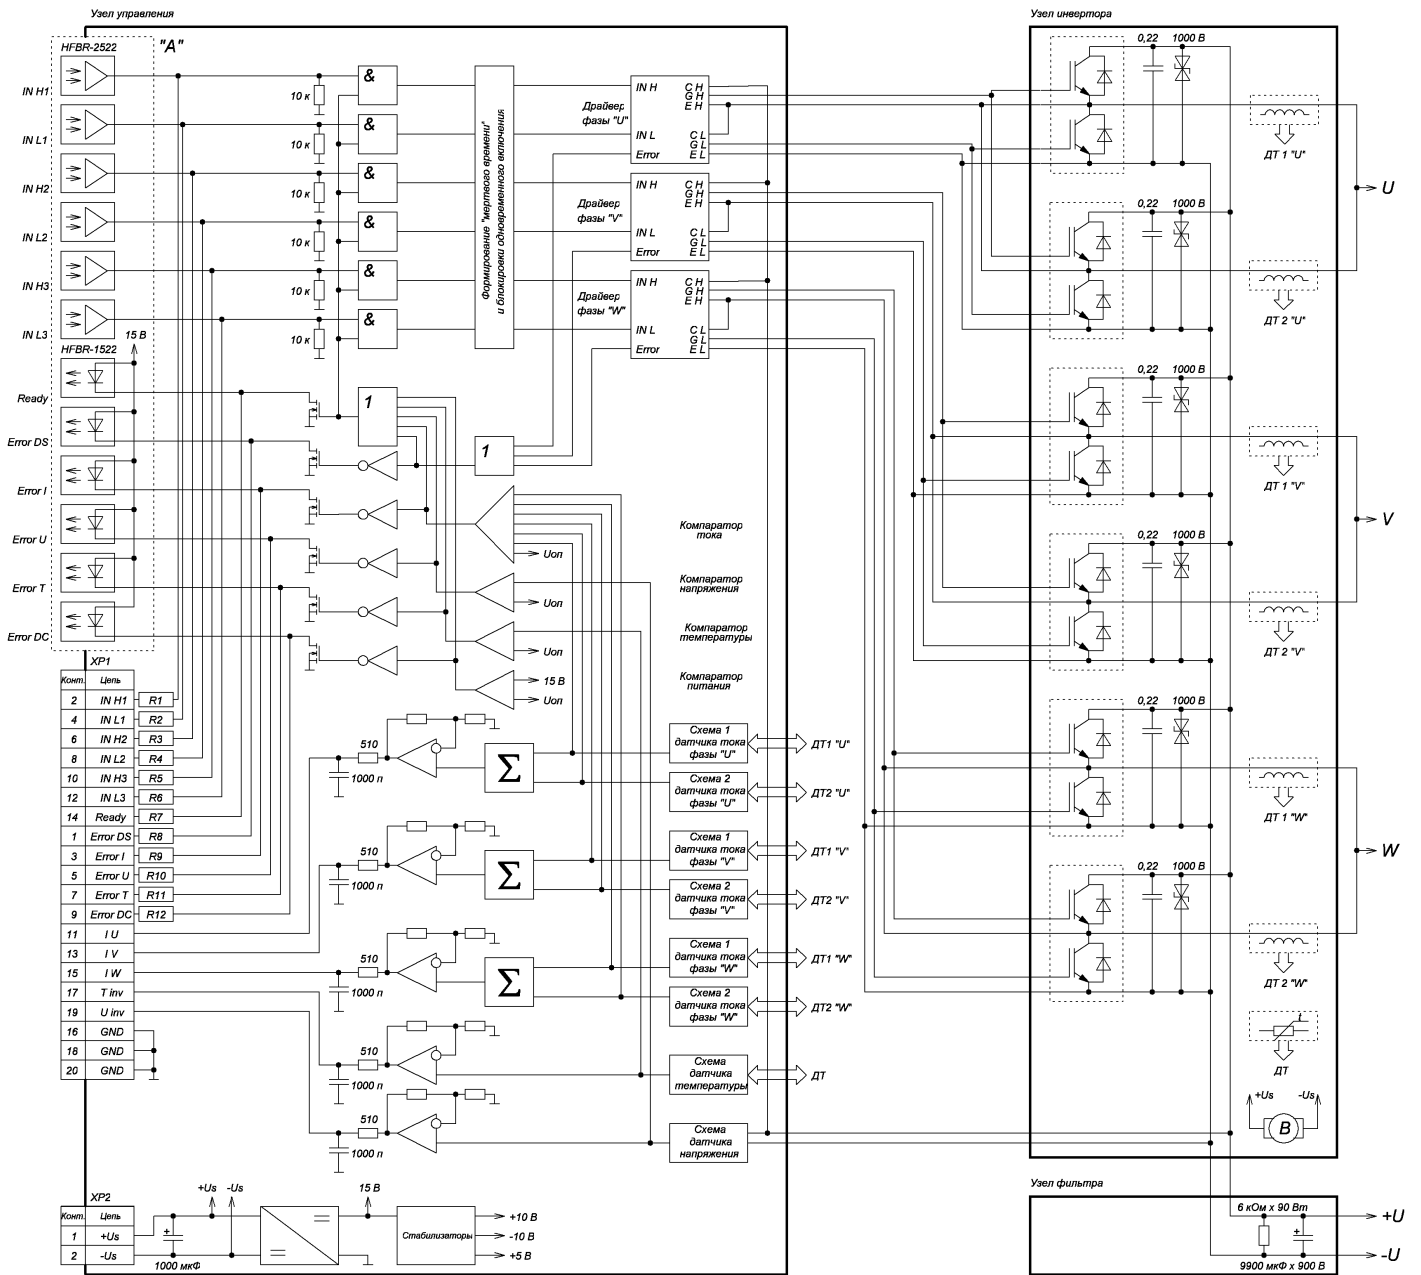 Узел управления
HFBR-2522
"А"
IN H1
IN L1
IN H2
IN L2
IN H3
IN L3
15 В
HFBR-1522
Ready
Error DS
Error I
Error U
Error T
Error DC
10 к
10 к
10 к
10 к
10 к
10 к
&
&
&
&
&
&
1
1
Формирование "мертвого времени"
и блокировки одновременного включения
Драйвер
фазы "U"
IN H
IN L
Error
C H
G H
E H
C L
G L
E L
Драйвер
фазы "V"
IN H
IN L
Error
C H
G H
E H
C L
G L
E L
Драйвер
фазы "W"
IN H
IN L
Error
C H
G H
E H
C L
G L
E L
Компаратор
тока
Uоп
Компаратор
напряжения
Uоп
Компаратор
температуры
Uоп
Компаратор
питания
15 В
Uоп
XP1
Конт. Цепь
2 IN H1 R1
4 IN L1 R2
6 IN H2 R3
8 IN L2 R4
10 IN H3 R5
12 IN L3 R6
14 Ready R7
1 Error DS R8
3 Error I R9
5 Error U R10
7 Error T R11
9 Error DC R12
11 I U
13 I V
15 I W
17 T inv
19 U inv
16 GND
18 GND
20 GND
510
1000 п
Σ
Схема 1
датчика тока
фазы "U"
ДТ1 "U"
Схема 2
датчика тока
фазы "U"
ДТ2 "U"
510
1000 п
Σ
Схема 1
датчика тока
фазы "V"
ДТ1 "V"
Схема 2
датчика тока
фазы "V"
ДТ2 "V"
510
1000 п
Σ
Схема 1
датчика тока
фазы "W"
ДТ1 "W"
Схема 2
датчика тока
фазы "W"
ДТ2 "W"
510
1000 п
Схема
датчика
температуры
ДТ
510
1000 п
Схема
датчика
напряжения
XP2
Конт. Цепь
1 +Us
2 -Us
+Us
-Us
+
1000 мкФ
15 В
Стабилизаторы
+10 В
-10 В
+5 В
Узел инвертора
0,22 1000 В
ДТ 1 "U"
U
0,22 1000 В
ДТ 2 "U"
0,22 1000 В
ДТ 1 "V"
V
0,22 1000 В
ДТ 2 "V"
0,22 1000 В
ДТ 1 "W"
W
0,22 1000 В
ДТ 2 "W"
t
ДТ
+Us
-Us
В
Узел фильтра
6 кОм х 90 Вт
+
+U
-U
9900 мкФ х 900 В